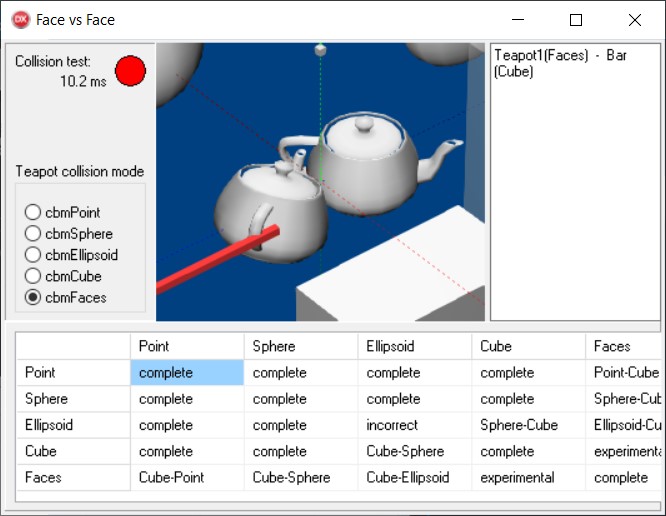 DX Face vs Face
Collision test:
10.2 ms
Teapot collision mode
cbmPoint
cbmSphere
cbmEllipsoid
cbmCube
cbmFaces
Teapot1(Faces) - Bar
(Cube)
Point Sphere Ellipsoid Cube Faces
Point complete complete complete complete Point-Cube
Sphere complete complete complete complete Sphere-Cub
Ellipsoid complete complete incorrect Sphere-Cube Ellipsoid-Cu
Cube complete complete Cube-Sphere complete experimenta
Faces Cube-Point Cube-Sphere Cube-Ellipsoid experimental complete